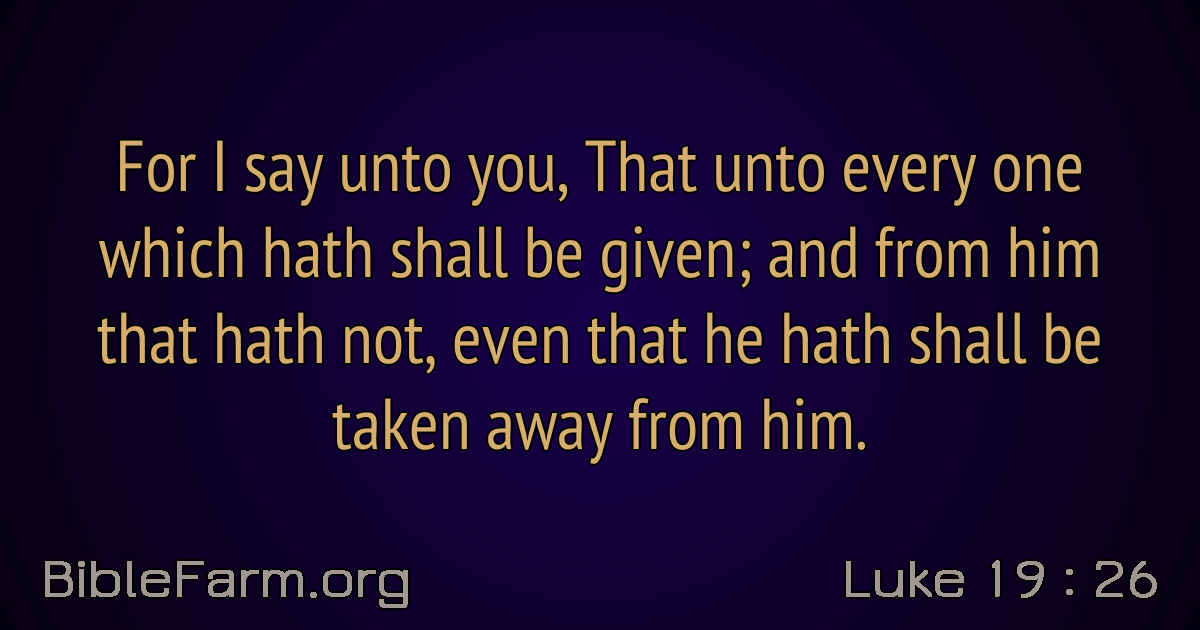 For I say unto you, That unto every one
which hath shall be given; and from him
that hath not, even that he hath shall be
taken away from him.
BibleFarm.org
Luke 19 : 26